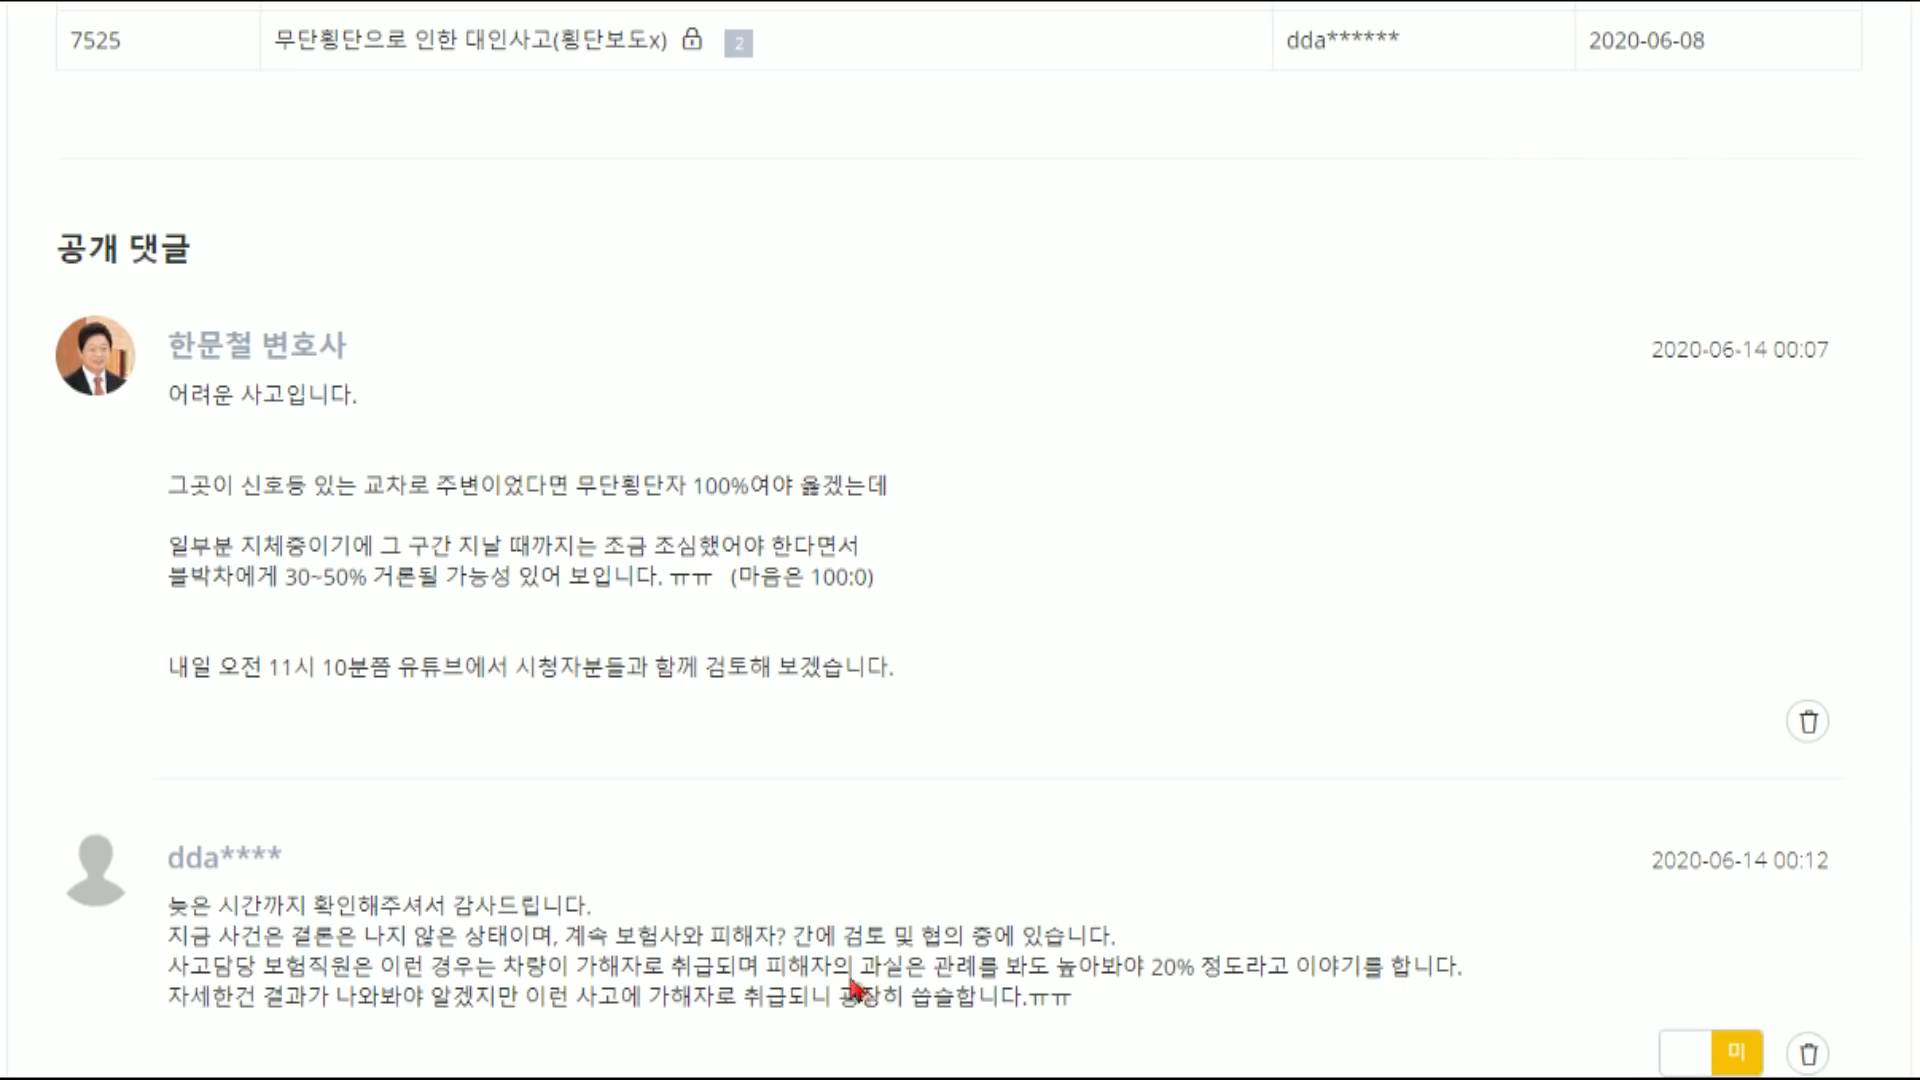 7525 무단횡단으로 인한 대인사고(횡단보도x) 2 dda****** 2020-06-08
공개 댓글
한문철 변호사 2020-06-14 00:07
어려운 사고입니다.
그곳이 신호등 있는 교차로 주변이었다면 무단횡단자 100%여야 옳겠는데
일부분 지체중이기에 그 구간 지날 때까지는 조금 조심했어야 한다면서
블박차에게 30~50% 거론될 가능성 있어 보입니다. ㅠㅠ (마음은 100:0)
내일 오전 11시 10분쯤 유튜브에서 시청자분들과 함께 검토해 보겠습니다.
dda**** 2020-06-14 00:12
늦은 시간까지 확인해주셔서 감사드립니다.
지금 사건은 결론은 나지 않은 상태이며, 계속 보험사와 피해자? 간에 검토 및 협의 중에 있습니다.
사고담당 보험직원은 이런 경우는 차량이 가해자로 취급되며 피해자의 과실은 관례를 봐도 높아봐야 20% 정도라고 이야기를 합니다.
자세한건 결과가 나와봐야 알겠지만 이런 사고에 가해자로 취급되니 굉장히 씁슬합니다.ㅠㅠ
미